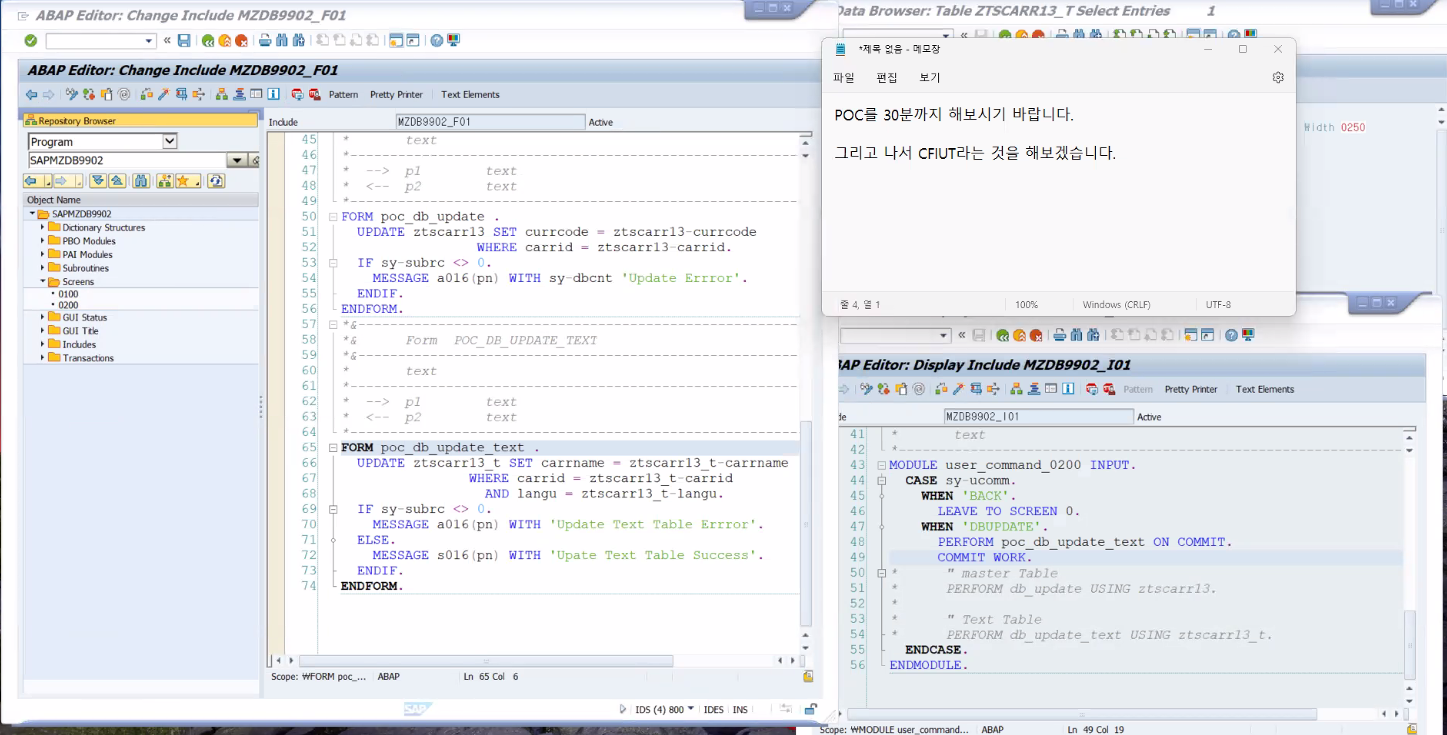 ABAP Editor: Change Include MZDB9902_F01
ABAP Editor: Change Include MZDB9902_F01
Pattern Pretty Printer Text Elements
Repository Browser
Program
SAPMZDB9902
Object Name
SAPMZDB9902
Dictionary Structures
PBO Modules
PAI Modules
Subroutines
Screens
0100
0200
GUI Status
GUI Title
Includes
Transactions
Include MZDB9902_F01 Active
45 * text
46 *----------------------------------------------------------------------
47 * --> p1 text
48 * <-- p2 text
49 *----------------------------------------------------------------------
50 FORM poc_db_update .
51 UPDATE ztscarr13 SET currcode = ztscarr13-currcode
52 WHERE carrid = ztscarr13-carrid.
53 IF sy-subrc <> 0.
54 MESSAGE a016(pn) WITH sy-dbcnt 'Update Errror'.
55 ENDIF.
56 ENDFORM.
57 *&---------------------------------------------------------------------
58 *& Form POC_DB_UPDATE_TEXT
59 *&---------------------------------------------------------------------
60 * text
61 *----------------------------------------------------------------------
62 * --> p1 text
63 * <-- p2 text
64 *----------------------------------------------------------------------
65 FORM poc_db_update_text .
66 UPDATE ztscarr13_t SET carrname = ztscarr13_t-carrname
67 WHERE carrid = ztscarr13_t-carrid
68 AND langu = ztscarr13_t-langu.
69 IF sy-subrc <> 0.
70 MESSAGE a016(pn) WITH 'Update Text Table Errror'.
71 ELSE.
72 MESSAGE s016(pn) WITH 'Upate Text Table Success'.
73 ENDIF.
74 ENDFORM.
Scope: ₩FORM poc_... ABAP Ln 65 Col 6
SAP
IDS (4) 800 IDES INS
Data Browser: Table ZTSCARR13_T Select Entries 1
Width 0250
*제목 없음 - 메모장
파일 편집 보기
POC를 30분까지 해보시기 바랍니다.
그리고 나서 CFIUT라는 것을 해보겠습니다.
줄 4, 열 1 100% Windows (CRLF) UTF-8
ABAP Editor: Display Include MZDB9902_I01
Pattern Pretty Printer Text Elements
MZDB9902_I01 Active
41 * text
42 *----------------------------------------------------------------------
43 MODULE user_command_0200 INPUT.
44 CASE sy-ucomm.
45 WHEN 'BACK'.
46 LEAVE TO SCREEN 0.
47 WHEN 'DBUPDATE'.
48 PERFORM poc_db_update_text ON COMMIT.
49 COMMIT WORK.
50 * " master Table
51 * PERFORM db_update USING ztscarr13.
52 *
53 * " Text Table
54 * PERFORM db_update_text USING ztscarr13_t.
55 ENDCASE.
56 ENDMODULE.
Scope: ₩MODULE user_command... ABAP Ln 49 Col 19